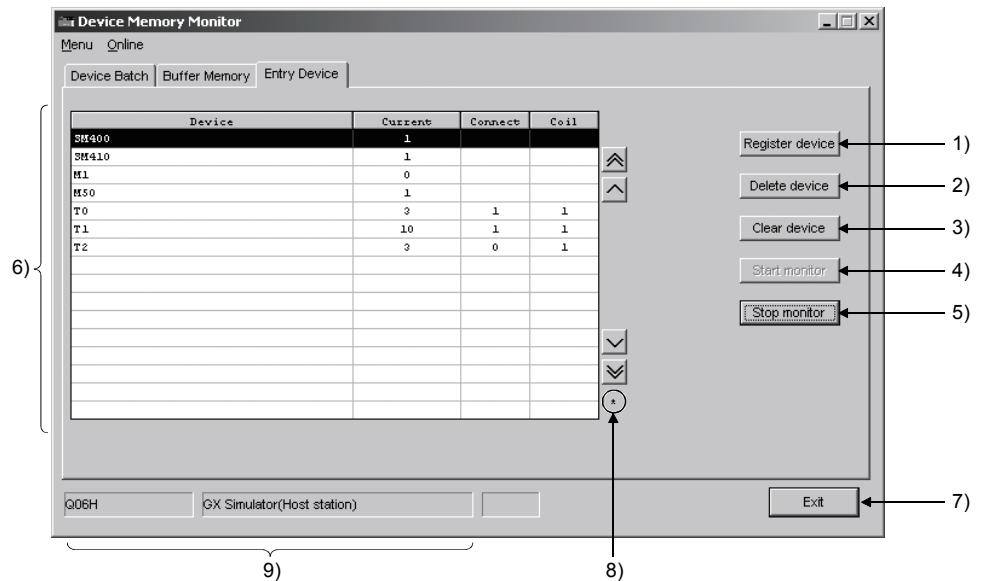 Device Memory Monitor
Menu Online
Device Batch Buffer Memory Entry Device
Device Current Connect Coil
SM400 1
SM410 1
M1 0
M50 1
T0 3 1 1
T1 10 1 1
T2 3 0 1
*
Register device 1)
Delete device 2)
Clear device 3)
Start monitor 4)
Stop monitor 5)
6)
Q06H GX Simulator(Host station) Exit 7)
9) 8)